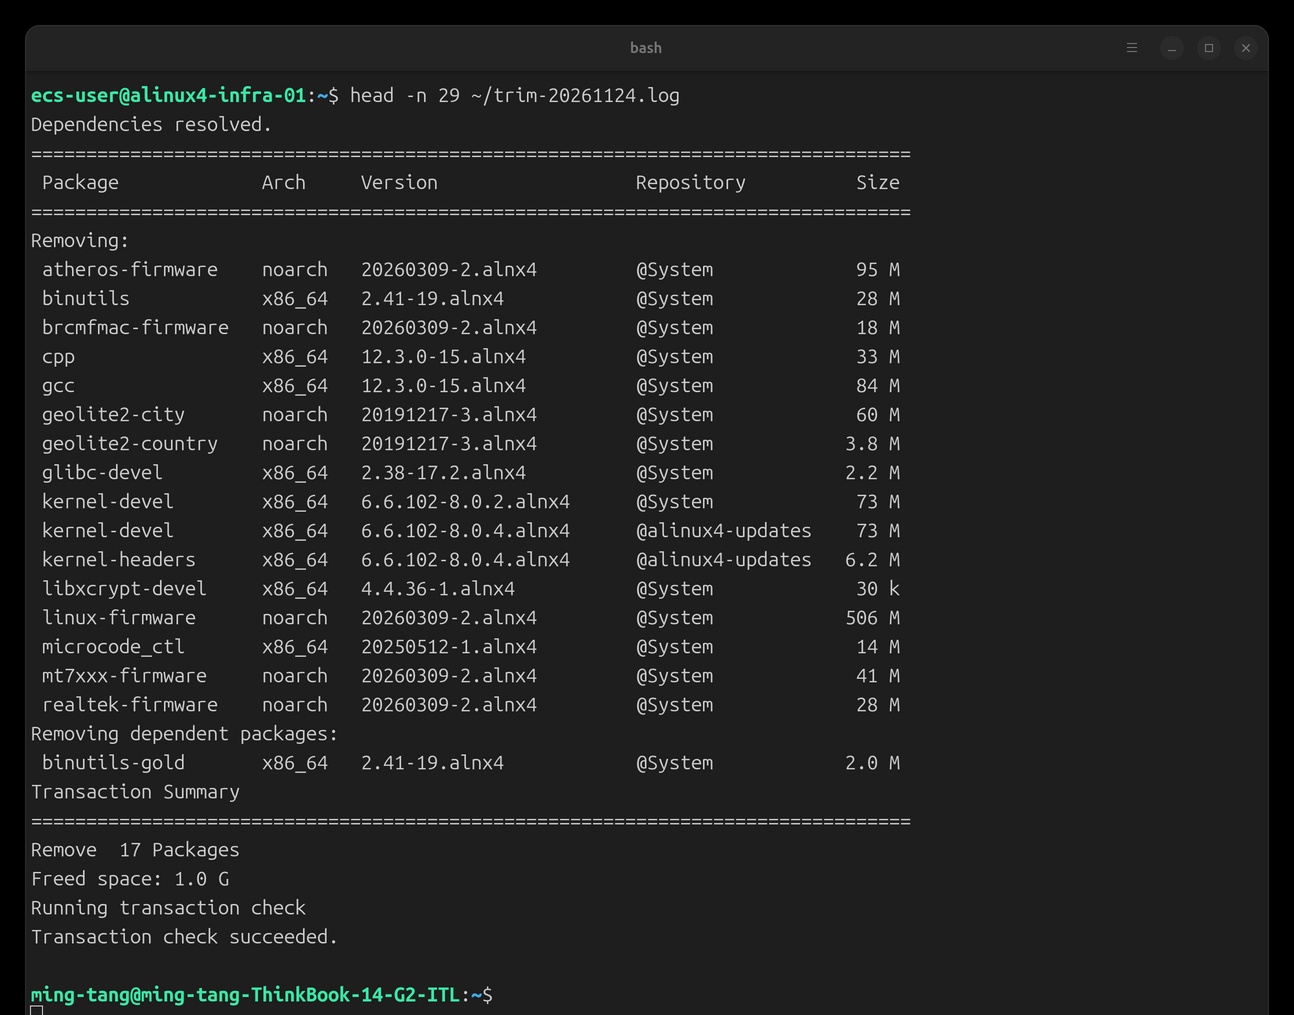 bash
ecs-user@alinux4-infra-01:~$ head -n 29 ~/trim-20261124.log
Dependencies resolved.
================================================================================
 Package             Arch     Version                  Repository          Size
================================================================================
Removing:
 atheros-firmware    noarch   20260309-2.alnx4         @System             95 M
 binutils            x86_64   2.41-19.alnx4            @System             28 M
 brcmfmac-firmware   noarch   20260309-2.alnx4         @System             18 M
 cpp                 x86_64   12.3.0-15.alnx4          @System             33 M
 gcc                 x86_64   12.3.0-15.alnx4          @System             84 M
 geolite2-city       noarch   20191217-3.alnx4         @System             60 M
 geolite2-country    noarch   20191217-3.alnx4         @System            3.8 M
 glibc-devel         x86_64   2.38-17.2.alnx4          @System            2.2 M
 kernel-devel        x86_64   6.6.102-8.0.2.alnx4      @System             73 M
 kernel-devel        x86_64   6.6.102-8.0.4.alnx4      @alinux4-updates    73 M
 kernel-headers      x86_64   6.6.102-8.0.4.alnx4      @alinux4-updates   6.2 M
 libxcrypt-devel     x86_64   4.4.36-1.alnx4           @System             30 k
 linux-firmware      noarch   20260309-2.alnx4         @System            506 M
 microcode_ctl       x86_64   20250512-1.alnx4         @System             14 M
 mt7xxx-firmware     noarch   20260309-2.alnx4         @System             41 M
 realtek-firmware    noarch   20260309-2.alnx4         @System             28 M
Removing dependent packages:
 binutils-gold       x86_64   2.41-19.alnx4            @System            2.0 M
Transaction Summary
================================================================================
Remove  17 Packages
Freed space: 1.0 G
Running transaction check
Transaction check succeeded.
ming-tang@ming-tang-ThinkBook-14-G2-ITL:~$